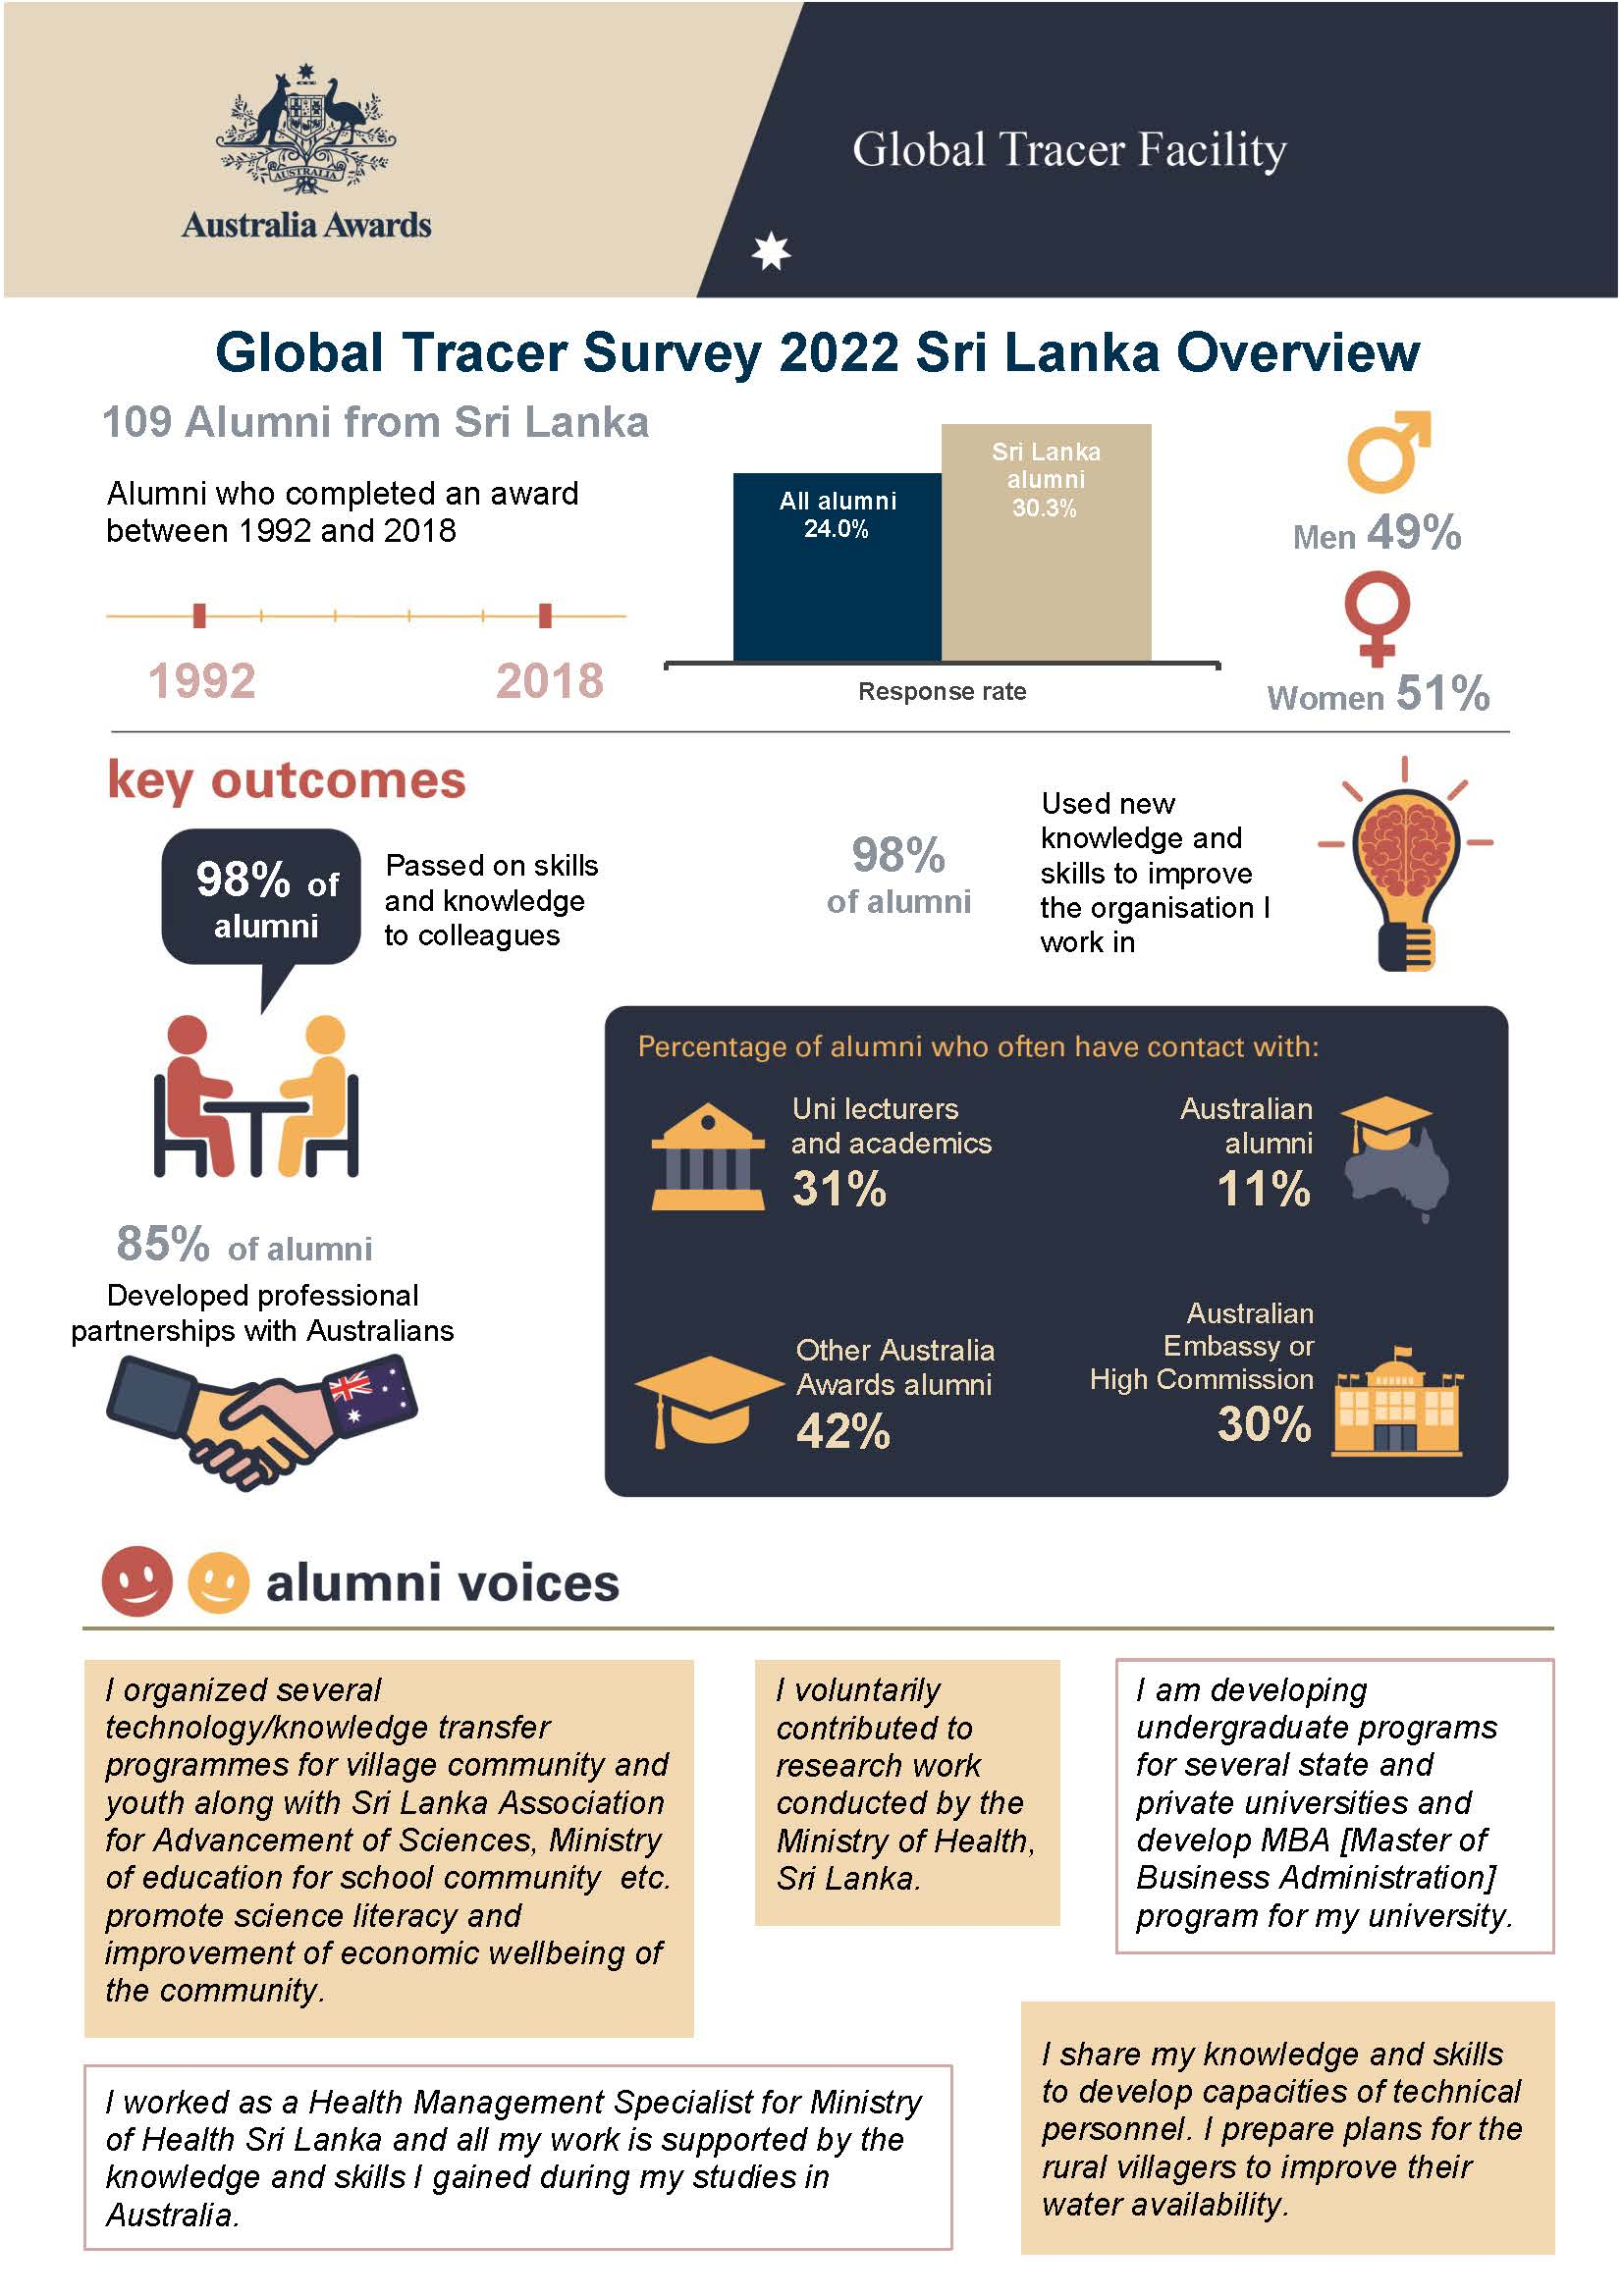 AUSTRALIA
Australia Awards
Global Tracer Facility
Global Tracer Survey 2022 Sri Lanka Overview
109 Alumni from Sri Lanka
Alumni who completed an award
between 1992 and 2018
1992
2018
All alumni
24.0%
Sri Lanka
alumni
30.3%
Response rate
Men 49%
Women 51%
key outcomes
98% of
alumni
Passed on skills
and knowledge
to colleagues
98%
of alumni
Used new
knowledge and
skills to improve
the organisation I
work in
85% of alumni
Developed professional
partnerships with Australians
Percentage of alumni who often have contact with:
Uni lecturers
and academics
31%
Australian
alumni
11%
Other Australia
Awards alumni
42%
Australian
Embassy or
High Commission
30%
alumni voices
I organized several
technology/knowledge transfer
programmes for village community and
youth along with Sri Lanka Association
for Advancement of Sciences, Ministry
of education for school community etc.
promote science literacy and
improvement of economic wellbeing of
the community.
I voluntarily
contributed to
research work
conducted by the
Ministry of Health,
Sri Lanka.
I am developing
undergraduate programs
for several state and
private universities and
develop MBA [Master of
Business Administration]
program for my university.
I worked as a Health Management Specialist for Ministry
of Health Sri Lanka and all my work is supported by the
knowledge and skills I gained during my studies in
Australia.
I share my knowledge and skills
to develop capacities of technical
personnel. I prepare plans for the
rural villagers to improve their
water availability.